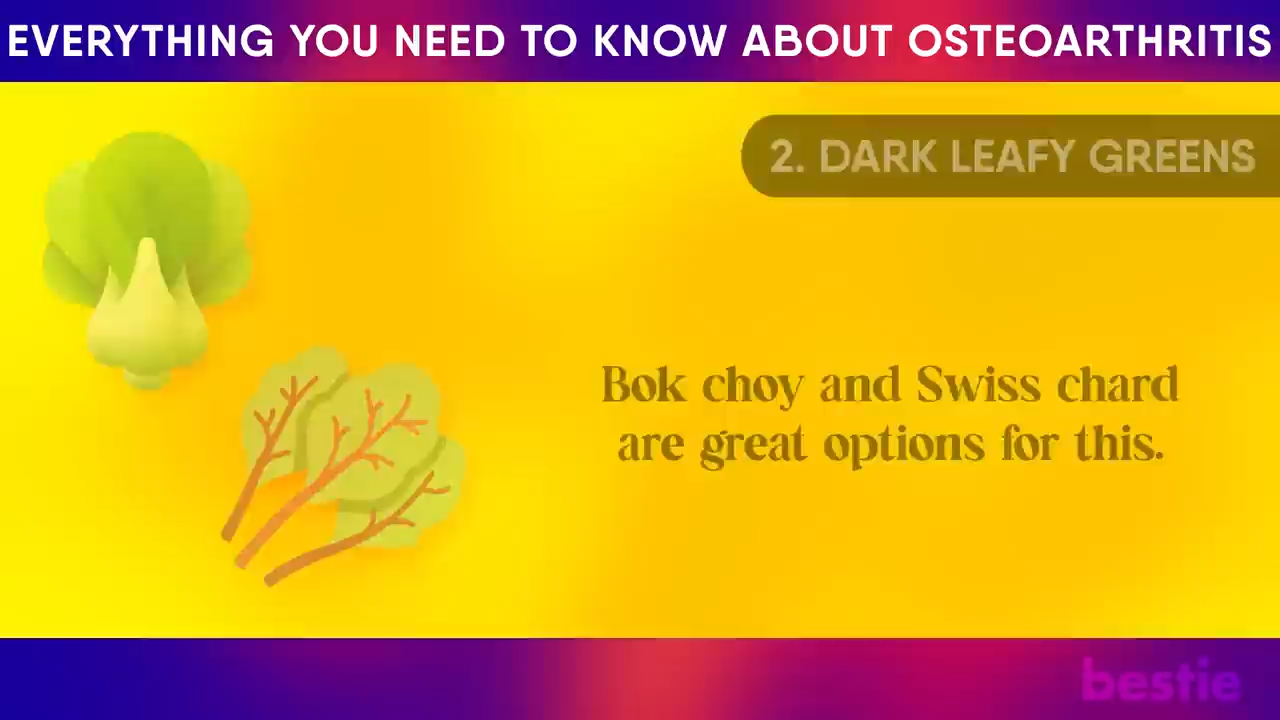 EVERYTHING YOU NEED TO KNOW ABOUT OSTEOARTHRITIS
2. DARK LEAFY GREENS
Bok choy and Swiss chard
are great options for this.
bestie